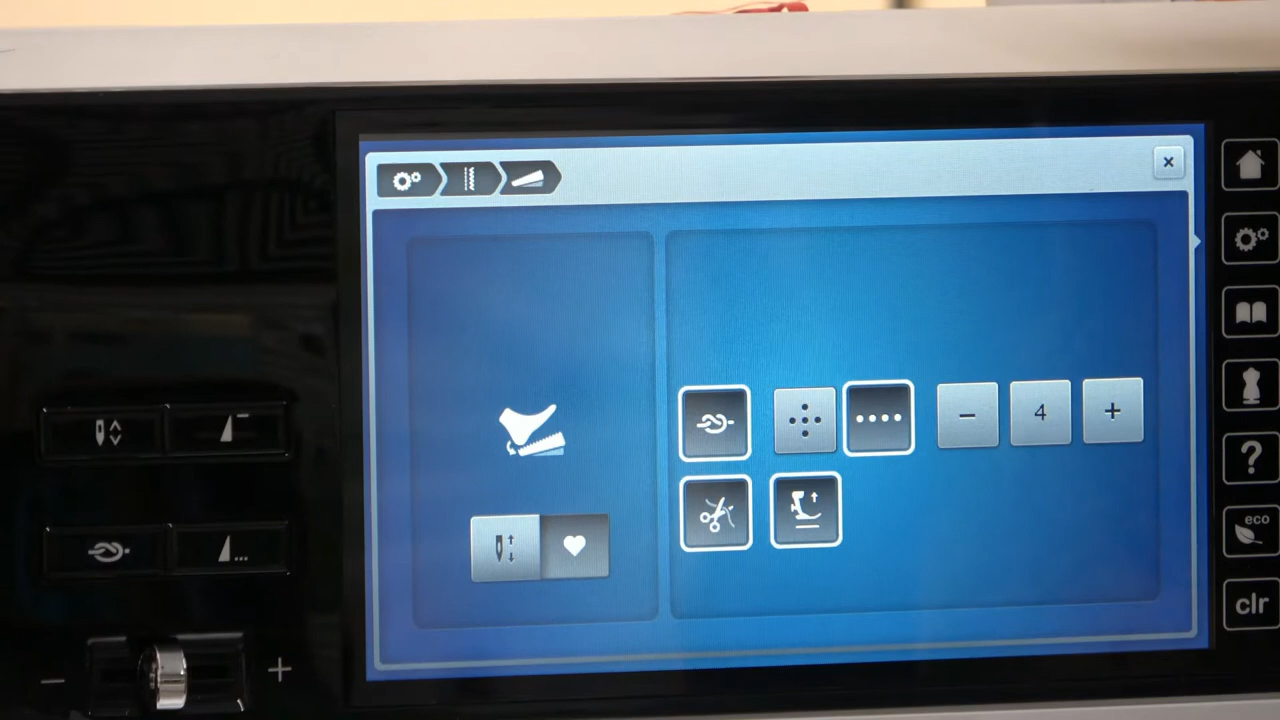 ×
− 4 +
?
eco
clr
− +